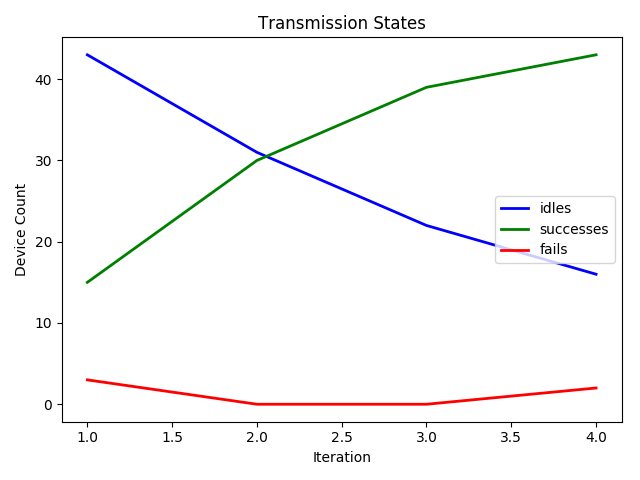 Transmission States
Device Count
40
30
20
10
0
idles
successes
fails
1.0 1.5 2.0 2.5 3.0 3.5 4.0
Iteration